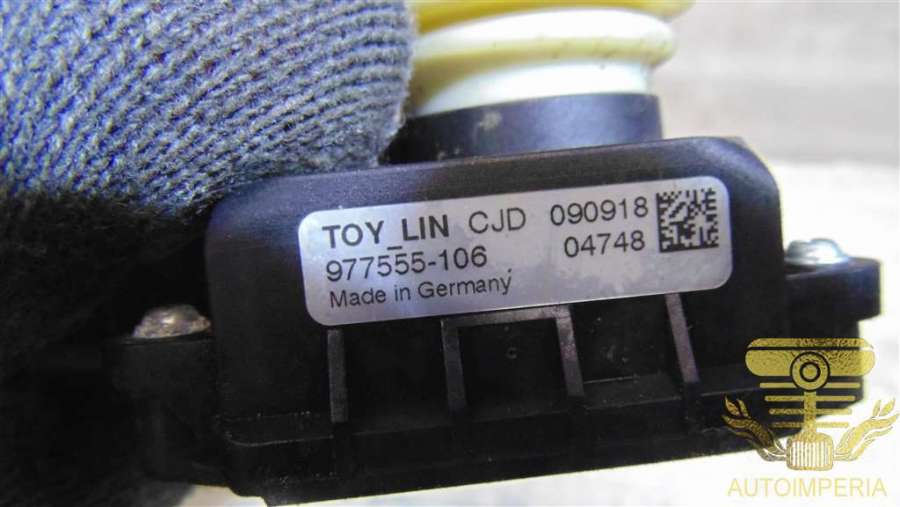 TOY_LIN CJD 090918
977555-106 04748
Made in Germany
AUTOIMPERIA